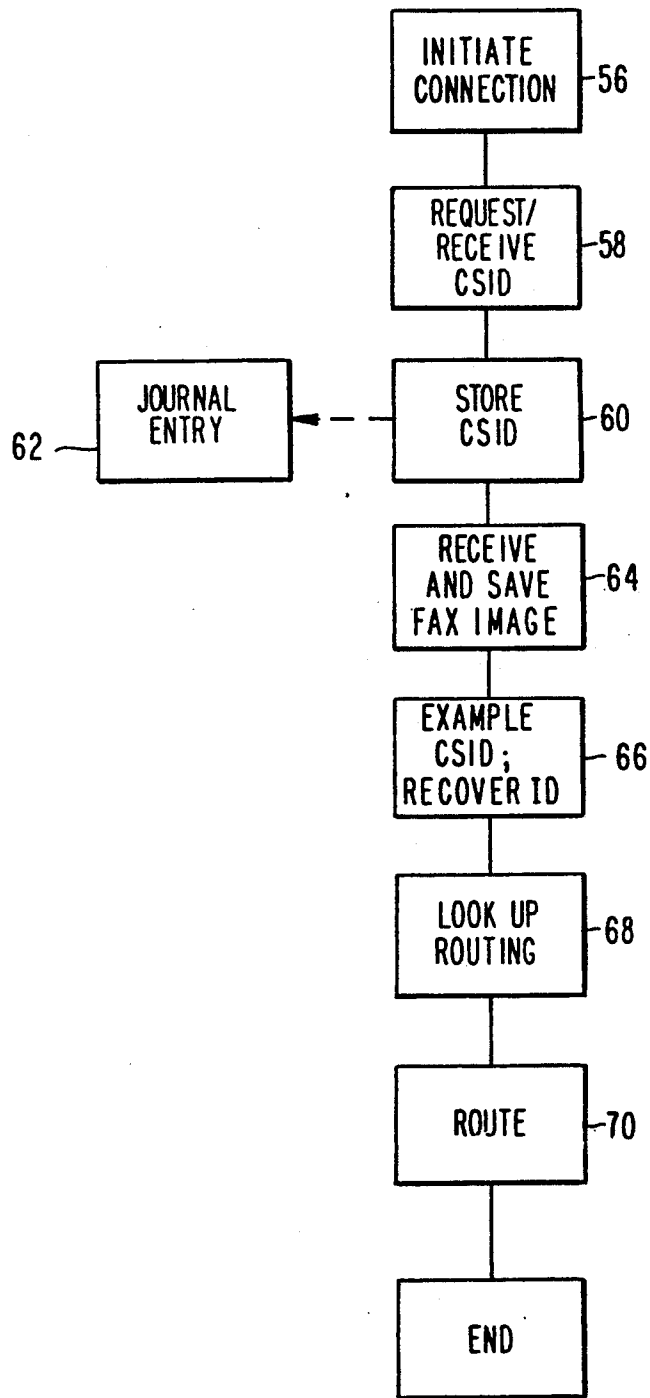 INITIATE
CONNECTION
56
REQUEST/
RECEIVE
CSID
58
JOURNAL
ENTRY
62
STORE
CSID
60
RECEIVE
AND SAVE
FAX IMAGE
64
EXAMPLE
CSID;
RECOVER ID
66
LOOK UP
ROUTING
68
ROUTE
70
END